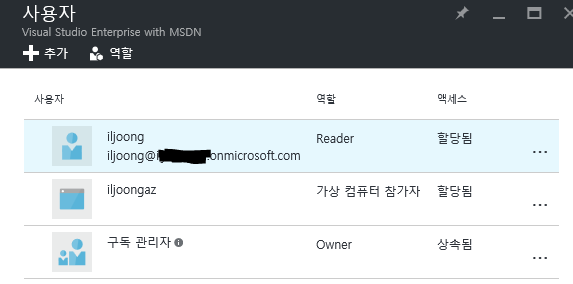 사용자
Visual Studio Enterprise with MSDN
추가 역할
사용자 역할 액세스
iljoong Reader 할당됨
iljoong@ .onmicrosoft.com
iljoongaz 가상 컴퓨터 참가자 할당됨
구독 관리자 Owner 상속됨